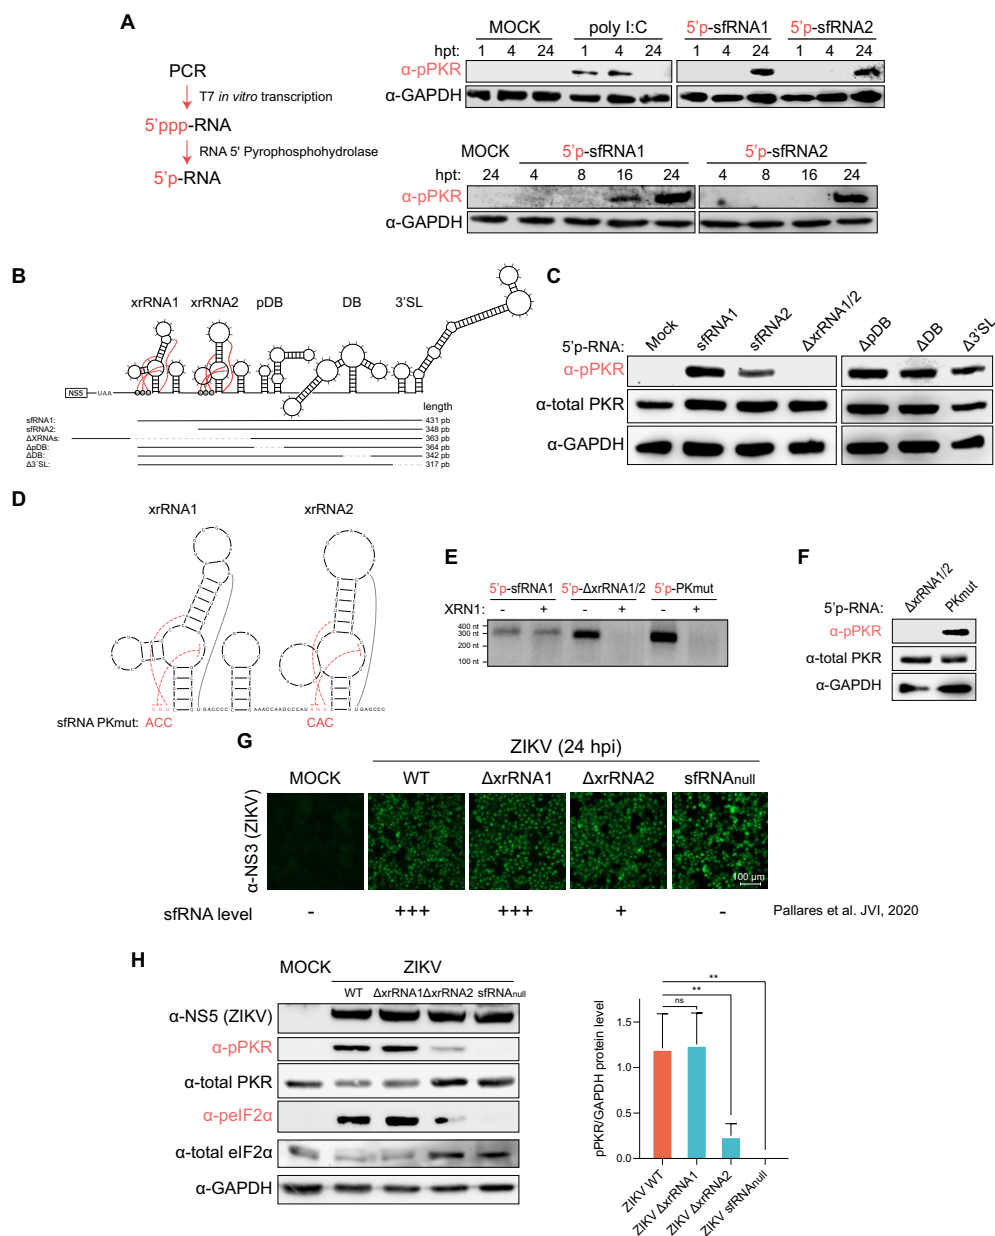 A
PCR
T7 in vitro transcription
5'ppp-RNA
RNA 5' Pyrophosphohydrolase
5'p-RNA
MOCK poly I:C 5'p-sfRNA1 5'p-sfRNA2
hpt: 1 4 24 1 4 24 1 4 24 1 4 24
α-pPKR
α-GAPDH
MOCK 5'p-sfRNA1 5'p-sfRNA2
hpt: 24 4 8 16 24 4 8 16 24
α-pPKR
α-GAPDH
B
xrRNA1 xrRNA2 pDB DB 3'SL
NS5 UAA
length
sfRNA1: 431 pb
sfRNA2: 348 pb
ΔXRNAs: 363 pb
ΔpDB: 364 pb
ΔDB: 342 pb
Δ3'SL: 317 pb
C
5'p-RNA: Mock sfRNA1 sfRNA2 ΔxrRNA1/2 ΔpDB ΔDB Δ3'SL
α-pPKR
α-total PKR
α-GAPDH
D
xrRNA1 xrRNA2
UGACCCC GAAACCAAGCCCAU UGAGCCC
sfRNA PKmut: ACC CAC
E
5'p-sfRNA1 5'p-ΔxrRNA1/2 5'p-PKmut
XRN1: - + - + - +
400 nt
300 nt
200 nt
100 nt
F
5'p-RNA: ΔxrRNA1/2 PKmut
α-pPKR
α-total PKR
α-GAPDH
G
ZIKV (24 hpi)
MOCK WT ΔxrRNA1 ΔxrRNA2 sfRNAnull
α-NS3 (ZIKV)
100 μm
sfRNA level - +++ +++ + - Pallares et al. JVI, 2020
H
MOCK ZIKV
WT ΔxrRNA1 ΔxrRNA2 sfRNAnull
α-NS5 (ZIKV)
α-pPKR
α-total PKR
α-peIF2α
α-total eIF2α
α-GAPDH
**
**
ns
pPKR/GAPDH protein level
1.5
1.0
0.5
0.0
ZIKV WT
ZIKV ΔxrRNA1
ZIKV ΔxrRNA2
ZIKV sfRNAnull